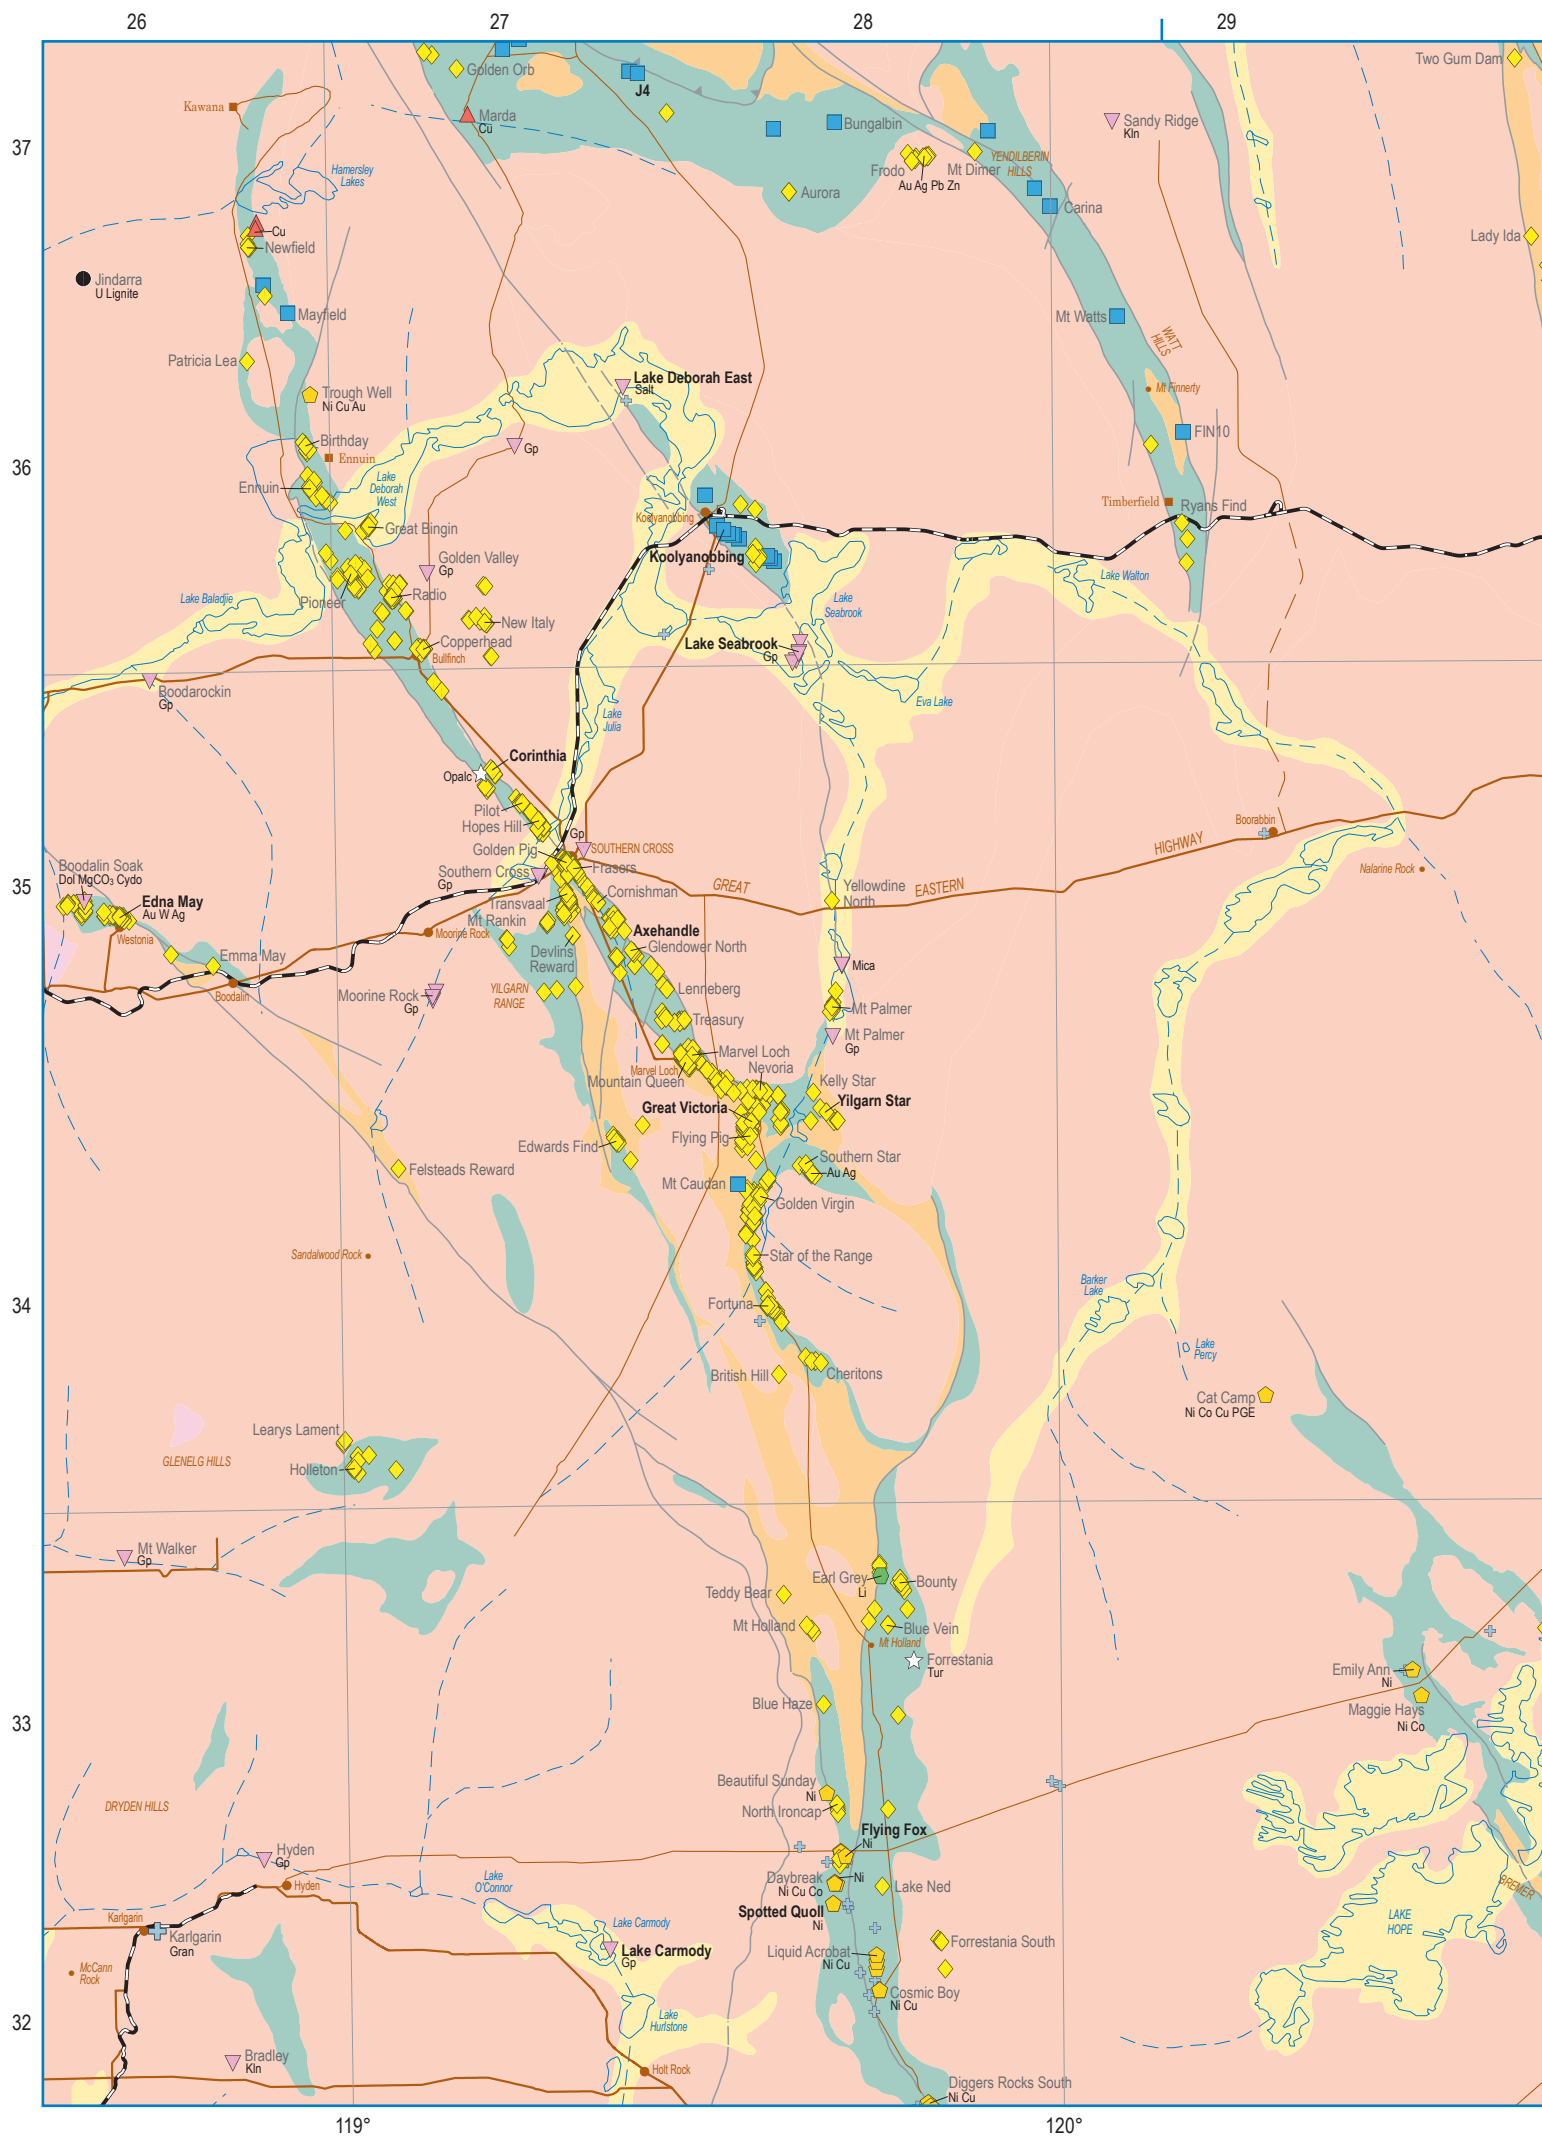 26
27
28
29
Golden Orb
Two Gum Dam
J4
Kawana
Marda
Cu
Bungalbin
Sandy Ridge
Kln
37
Hamersley
Lakes
Frodo
Au Ag Pb Zn
Mt Dimer
YENDILBERIN
HILLS
Aurora
Carina
Cu
Newfield
Lady Ida
Jindarra
U Lignite
Mayfield
Mt Watts
WATT
HILLS
Patricia Lea
Lake Deborah East
Salt
Mt Finnerty
Trough Well
Ni Cu Au
Birthday
FIN10
Gp
Ennuin
36
Lake
Deborah
West
Ennuin
Timberfield
Ryans Find
Koolyanobbing
Great Bingin
Koolyanobbing
Golden Valley
Gp
Lake Walton
Pioneer
Radio
Lake Baladjie
Lake
Seabrook
New Italy
Copperhead
Lake Seabrook
Gp
Bullfinch
Boodarockin
Gp
Eva Lake
Lake
Julia
Corinthia
Opalc
Pilot
Hopes Hill
Gp
Boorabbin
Golden Pig
SOUTHERN CROSS
HIGHWAY
Boodalin Soak
Dol MgCO₃ Cydo
Southern Cross
Gp
Frasers
Nalarine Rock
35
Cornishman
GREAT
EASTERN
Yellowdine
North
Edna May
Au W Ag
Transvaal
Mt Rankin
Westonia
Moorine Rock
Axehandle
Glendower North
Emma May
Devlins
Reward
Mica
Boodalin
Moorine Rock
Gp
YILGARN
RANGE
Lenneberg
Mt Palmer
Treasury
Mt Palmer
Gp
Marvel Loch
Marvel Loch
Nevoria
Mountain Queen
Kelly Star
Great Victoria
Yilgarn Star
Flying Pig
Edwards Find
Southern Star
Au Ag
Felsteads Reward
Mt Caudan
Golden Virgin
Sandalwood Rock
Star of the Range
Barker
Lake
34
Fortuna
Lake
Percy
British Hill
Cheritons
Cat Camp
Ni Co Cu PGE
Learys Lament
GLENELG HILLS
Holleton
Mt Walker
Gp
Earl Grey
Li
Bounty
Teddy Bear
Mt Holland
Blue Vein
Mt Holland
Forrestania
Tur
Emily Ann
Ni
Blue Haze
Maggie Hays
Ni Co
33
Beautiful Sunday
Ni
DRYDEN HILLS
North Ironcap
Flying Fox
Ni
Hyden
Gp
Lake
O'Connor
Daybreak
Ni Cu Co
Ni
Hyden
Lake Ned
BREMER
Karlgarin
Spotted Quoll
Ni
LAKE
HOPE
Karlgarin
Gran
Lake Carmody
Lake Carmody
Gp
Forrestania South
Liquid Acrobat
Ni Cu
McCann
Rock
Cosmic Boy
Ni Cu
32
Lake
Hurlstone
Bradley
Kln
Holt Rock
Diggers Rocks South
Ni Cu
119°
120°